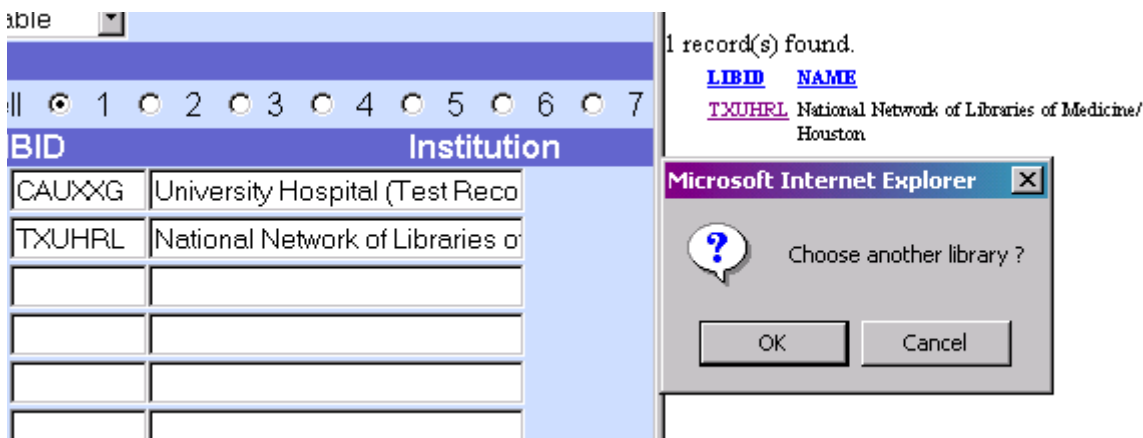 able
ell 1 2 3 4 5 6 7
BID Institution
CAUXXG University Hospital (Test Reco
TXUHRL National Network of Libraries of
1 record(s) found.
LIBID NAME
TXUHRL National Network of Libraries of Medicine/
Houston
Microsoft Internet Explorer
Choose another library ?
OK Cancel